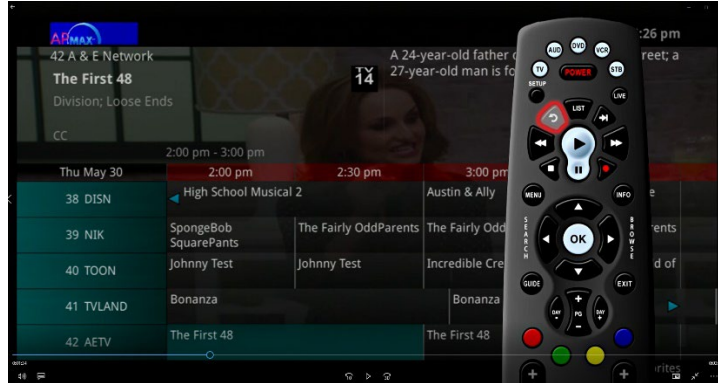 ARMAX
:26 pm
42 A & E Network
The First 48
Division; Loose Ends
CC
TV
14
A 24-year-old father
reet; a
27-year-old man is fo
2:00 pm - 3:00 pm
Thu May 30
2:00 pm
2:30 pm
3:00 pm
38 DISN
High School Musical 2
Austin & Ally
e
39 NIK
SpongeBob
SquarePants
The Fairly OddParents
The Fairly Odd
rents
40 TOON
Johnny Test
Johnny Test
Incredible Cre
d of
41 TVLAND
Bonanza
Bonanza
42 AETV
The First 48
The First 48
rites
AUD
DVD
VCR
TV
POWER
STB
SETUP
LIVE
LIST
MENU
INFO
SEARCH
OK
BROWSE
GUIDE
EXIT
DAY
-
+
PG
-
DAY
+
+
+